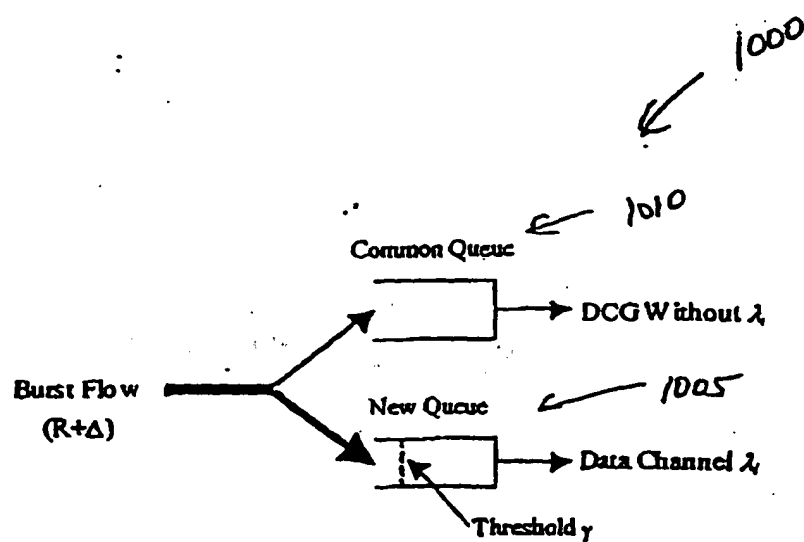 1000
1010
Common Queue
DCG Without λᵢ
Burst Flow
(R+Δ)
New Queue
1005
Data Channel λᵢ
Threshold γ